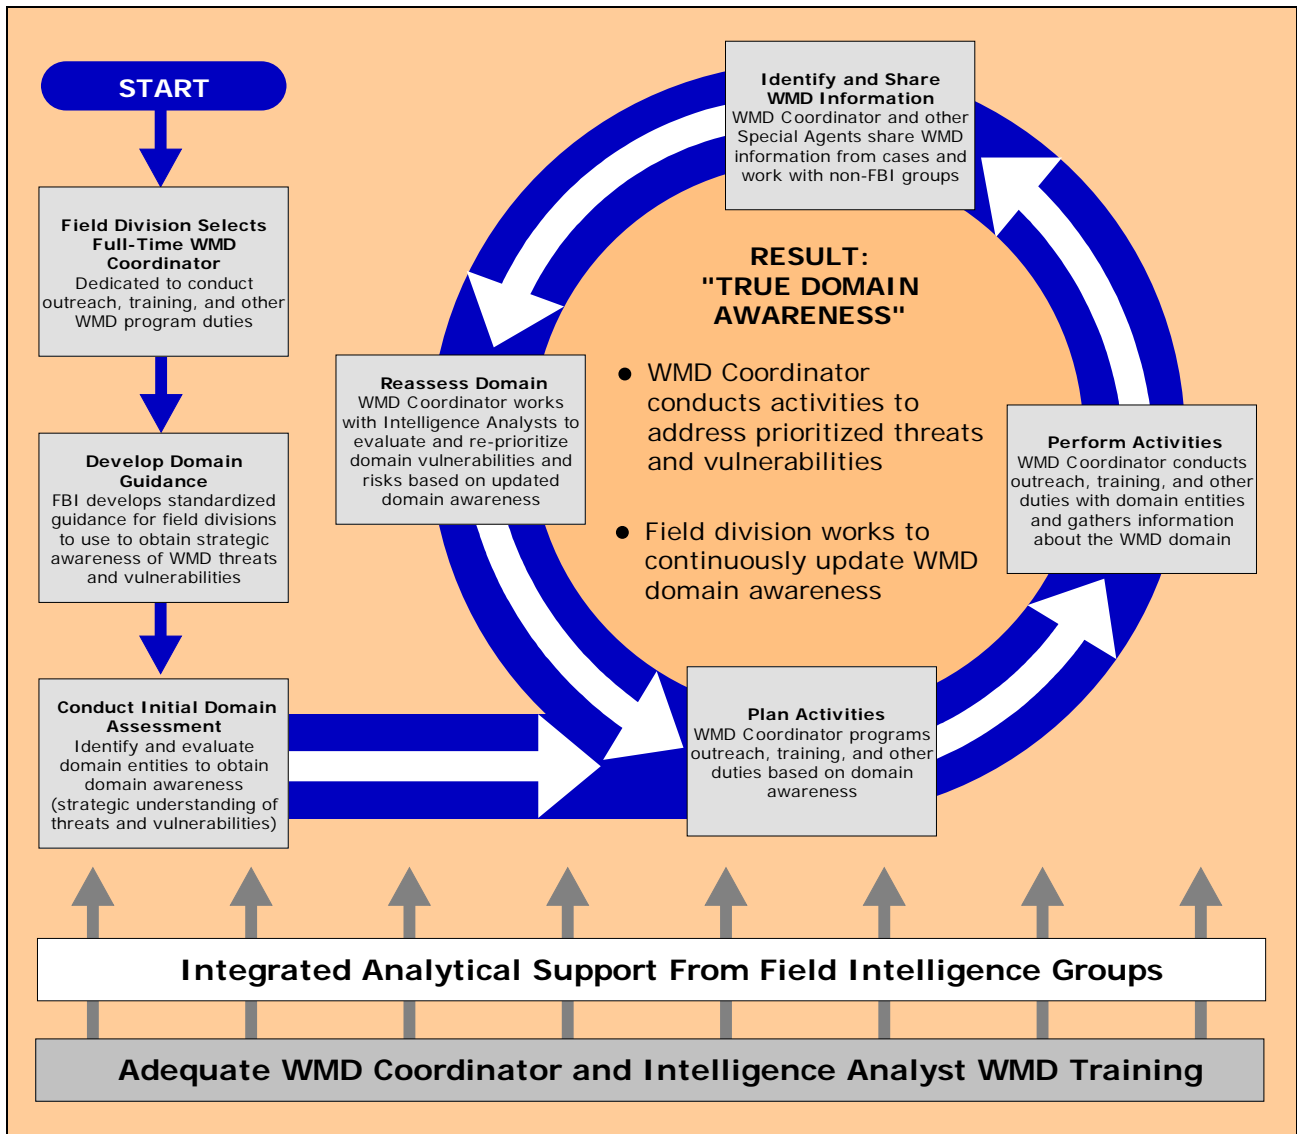 START
Field Division Selects
Full-Time WMD
Coordinator
Dedicated to conduct
outreach, training, and other
WMD program duties
Develop Domain
Guidance
FBI develops standardized
guidance for field divisions
to use to obtain strategic
awareness of WMD threats
and vulnerabilities
Conduct Initial Domain
Assessment
Identify and evaluate
domain entities to obtain
domain awareness
(strategic understanding of
threats and vulnerabilities)
Identify and Share
WMD Information
WMD Coordinator and other
Special Agents share WMD
information from cases and
work with non-FBI groups
Reassess Domain
WMD Coordinator works
with Intelligence Analysts to
evaluate and re-prioritize
domain vulnerabilities and
risks based on updated
domain awareness
RESULT:
"TRUE DOMAIN
AWARENESS"
● WMD Coordinator
conducts activities to
address prioritized threats
and vulnerabilities
● Field division works to
continuously update WMD
domain awareness
Perform Activities
WMD Coordinator conducts
outreach, training, and other
duties with domain entities
and gathers information
about the WMD domain
Plan Activities
WMD Coordinator programs
outreach, training, and other
duties based on domain
awareness
Integrated Analytical Support From Field Intelligence Groups
Adequate WMD Coordinator and Intelligence Analyst WMD Training